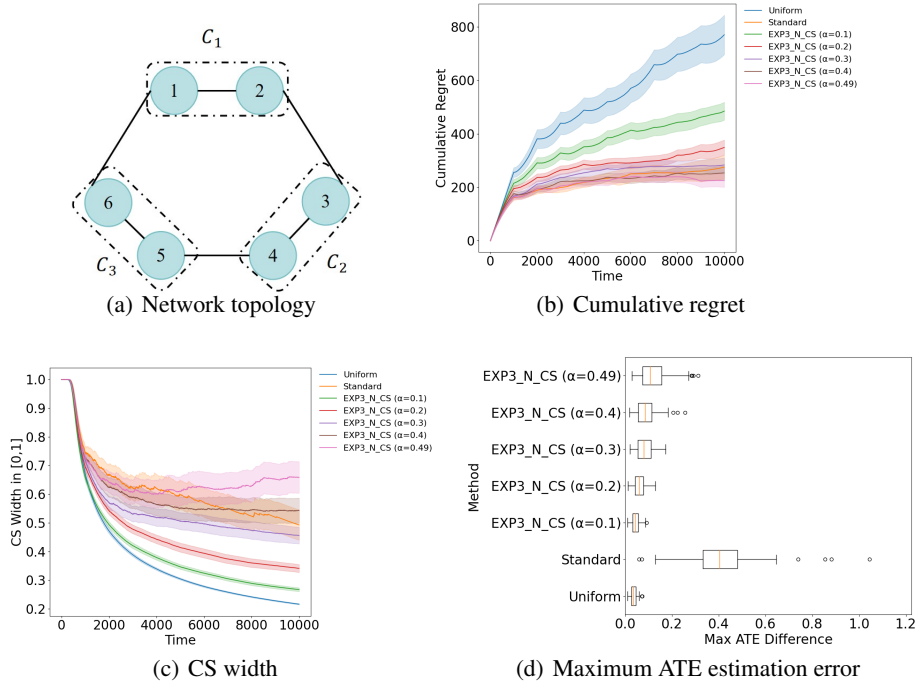 C₁
1
2
6
3
5
4
C₃
C₂
(a) Network topology
Cumulative Regret
800
600
400
200
0
0 2000 4000 6000 8000 10000
Time
Uniform
Standard
EXP3_N_CS (α=0.1)
EXP3_N_CS (α=0.2)
EXP3_N_CS (α=0.3)
EXP3_N_CS (α=0.4)
EXP3_N_CS (α=0.49)
(b) Cumulative regret
CS Width in [0,1]
1.0
0.9
0.8
0.7
0.6
0.5
0.4
0.3
0.2
0 2000 4000 6000 8000 10000
Time
Uniform
Standard
EXP3_N_CS (α=0.1)
EXP3_N_CS (α=0.2)
EXP3_N_CS (α=0.3)
EXP3_N_CS (α=0.4)
EXP3_N_CS (α=0.49)
(c) CS width
Method
EXP3_N_CS (α=0.49)
EXP3_N_CS (α=0.4)
EXP3_N_CS (α=0.3)
EXP3_N_CS (α=0.2)
EXP3_N_CS (α=0.1)
Standard
Uniform
0.0 0.2 0.4 0.6 0.8 1.0 1.2
Max ATE Difference
(d) Maximum ATE estimation error